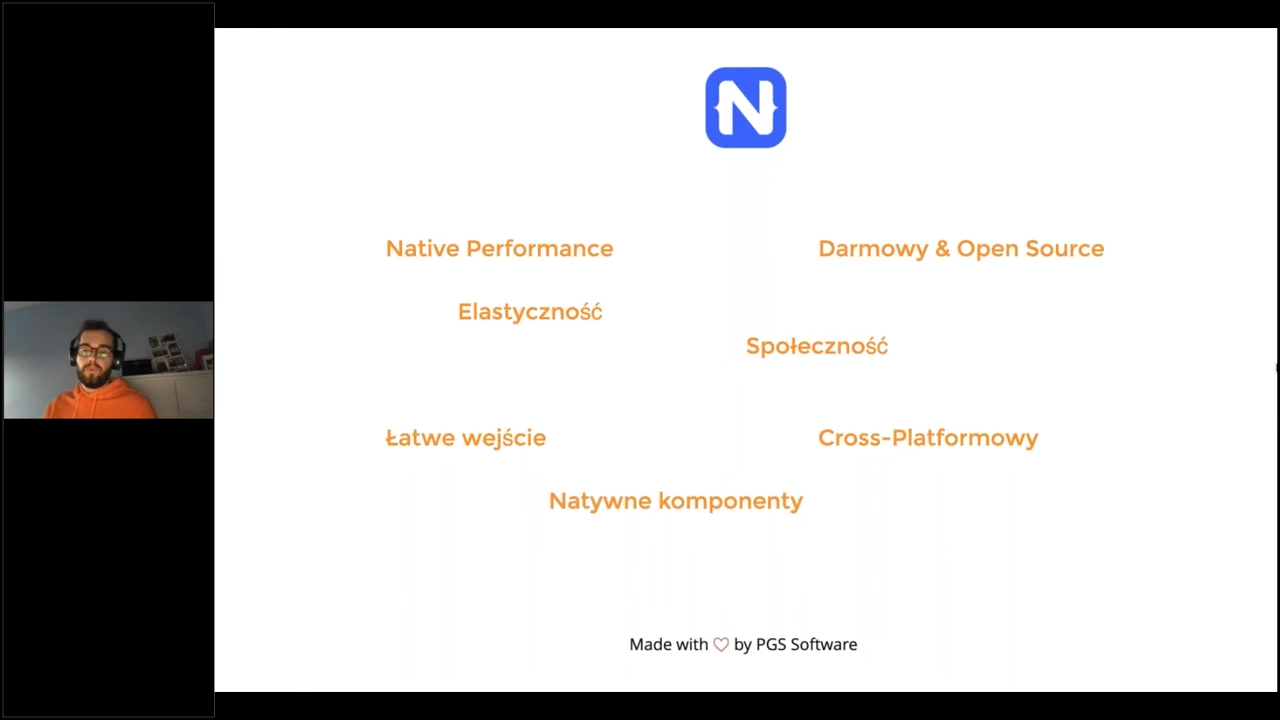 N
Native Performance
Darmowy & Open Source
Elastyczność
Społeczność
Łatwe wejście
Cross-Platformowy
Natywne komponenty
Made with ♡ by PGS Software